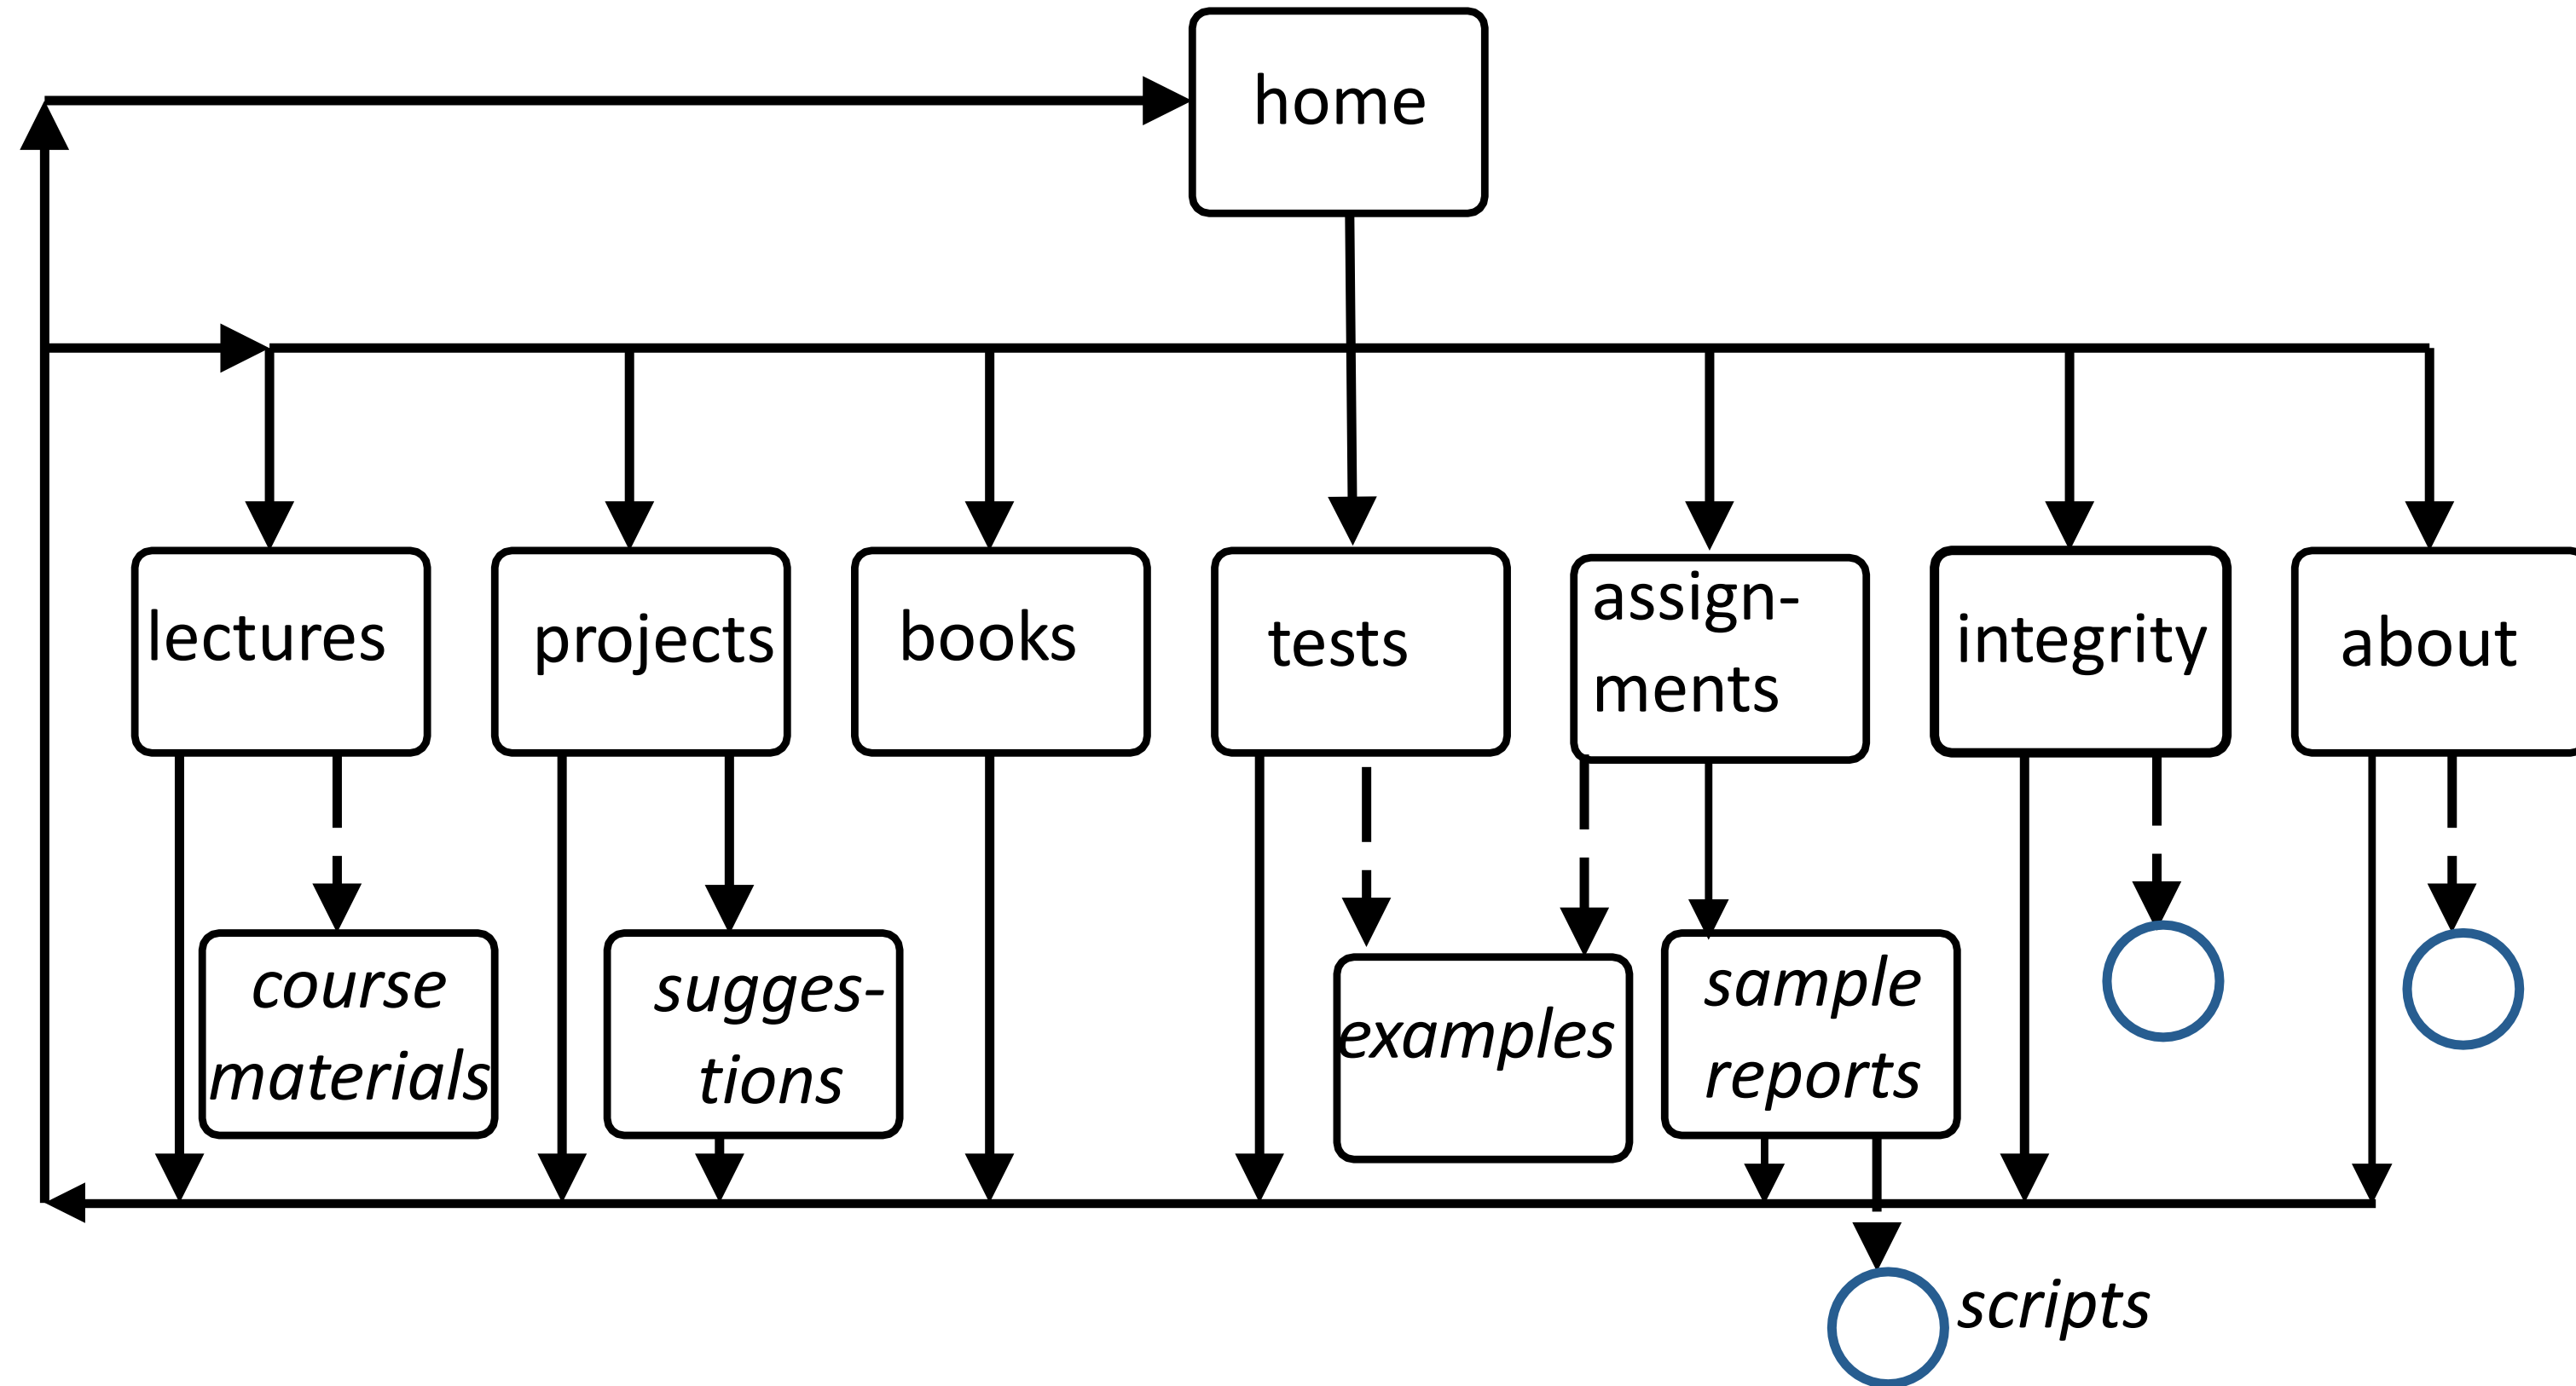 home
lectures
projects
books
tests
assign-
ments
integrity
about
course
materials
sugges-
tions
examples
sample
reports
scripts